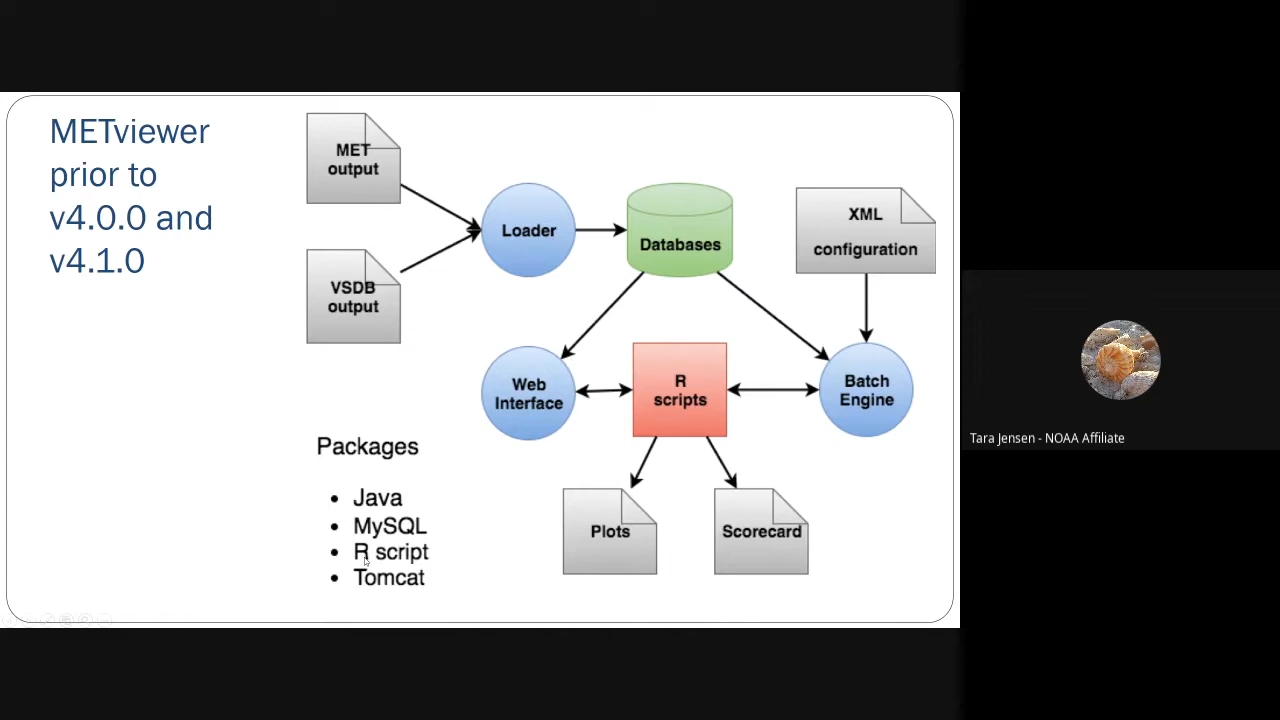 METviewer
prior to
v4.0.0 and
v4.1.0
MET
output
VSDB
output
Loader
Databases
XML
configuration
Web
Interface
R
scripts
Batch
Engine
Plots
Scorecard
Packages
• Java
• MySQL
• R script
• Tomcat
Tara Jensen - NOAA Affiliate